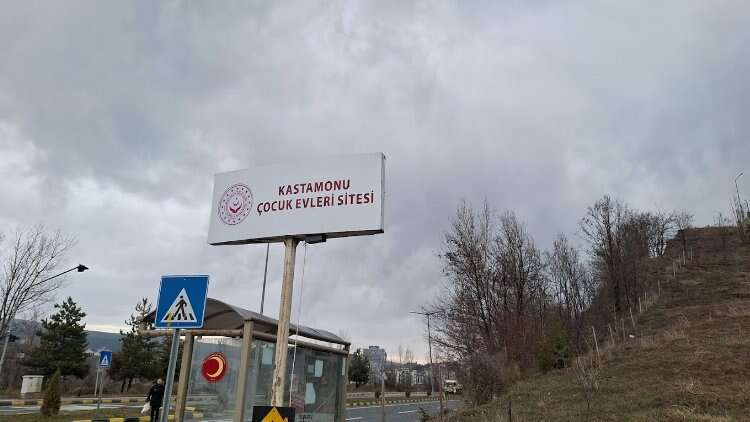 KASTAMONU
ÇOCUK EVLERİ SİTESİ